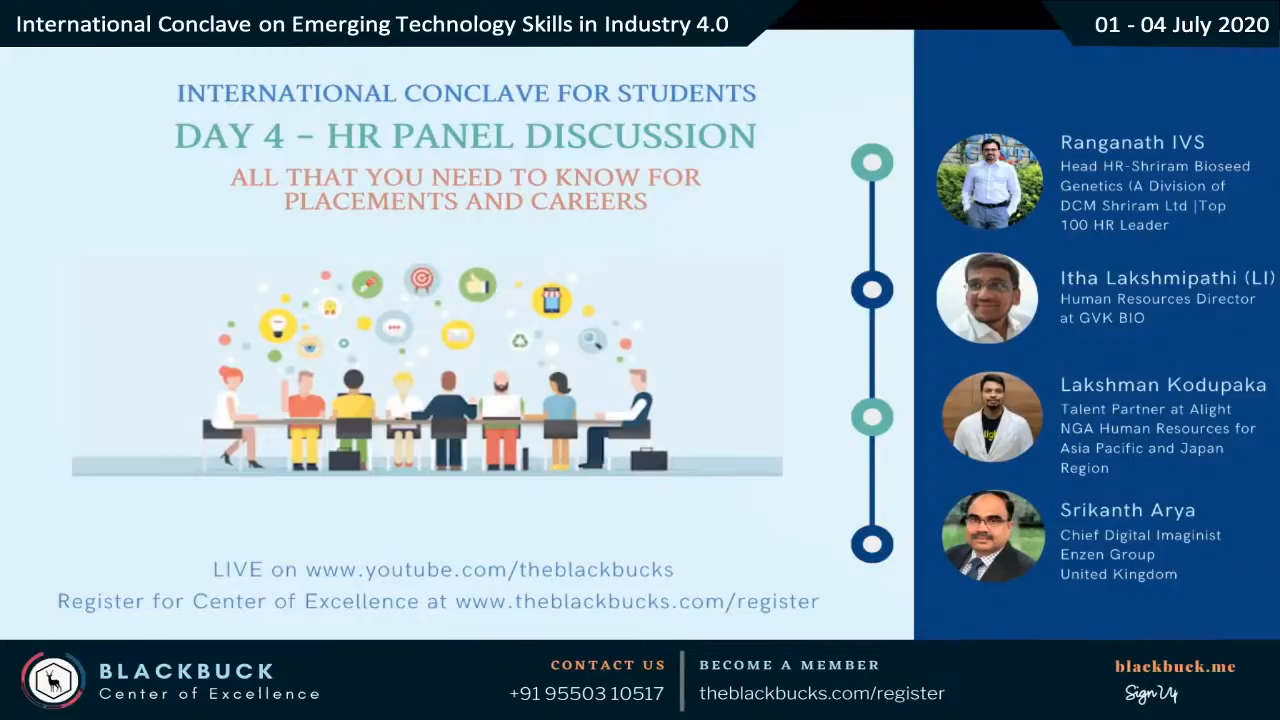 International Conclave on Emerging Technology Skills in Industry 4.0
01 - 04 July 2020
INTERNATIONAL CONCLAVE FOR STUDENTS
DAY 4 – HR PANEL DISCUSSION
ALL THAT YOU NEED TO KNOW FOR
PLACEMENTS AND CAREERS
Ranganath IVS
Head HR-Shriram Bioseed
Genetics (A Division of
DCM Shriram Ltd |Top
100 HR Leader
Itha Lakshmipathi (LI)
Human Resources Director
at GVK BIO
Lakshman Kodupaka
Talent Partner at Alight
NGA Human Resources for
Asia Pacific and Japan
Region
Srikanth Arya
Chief Digital Imaginist
Enzen Group
United Kingdom
LIVE on www.youtube.com/theblackbucks
Register for Center of Excellence at www.theblackbucks.com/register
BLACKBUCK
Center of Excellence
CONTACT US
+91 95503 10517
BECOME A MEMBER
theblackbucks.com/register
blackbuck.me
Sign Up